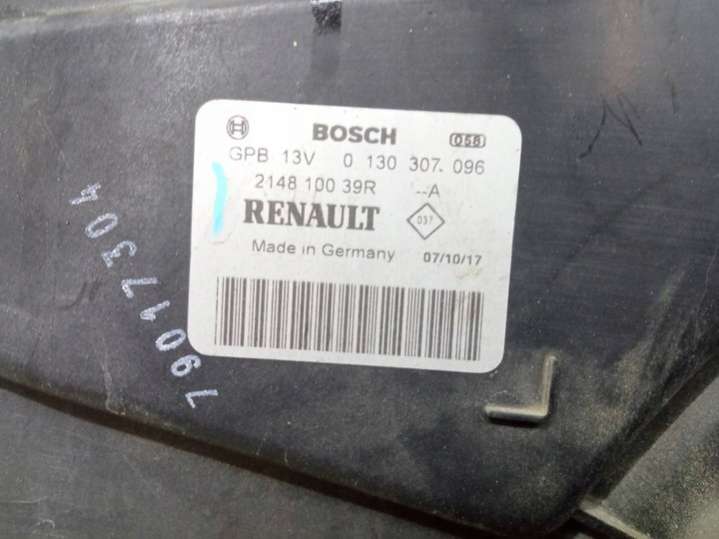 BOSCH 058
GPB 13V 0 130 307 096
2148 100 39R --A
RENAULT 037
Made in Germany 07/10/17
79017304